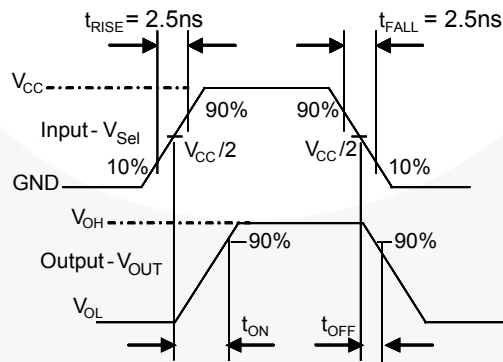 tRISE = 2.5ns
tFALL = 2.5ns
VCC
90%
90%
Input - VSel
VCC/2
VCC/2
10%
10%
GND
VOH
90%
90%
Output - VOUT
VOL
tON
tOFF